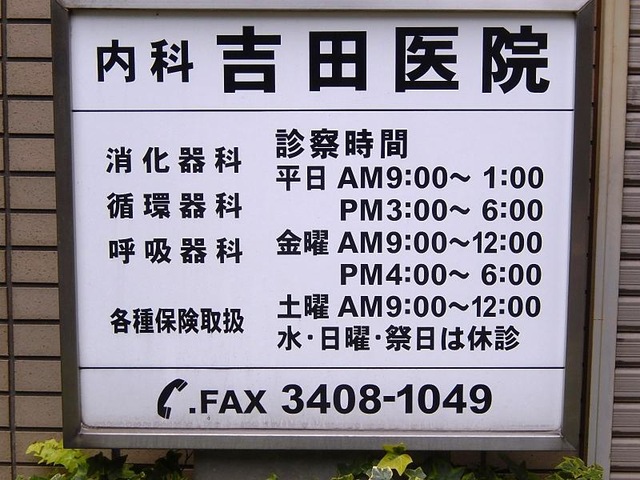 内科 吉田医院
消化器科
循環器科
呼吸器科
各種保険取扱
診察時間
平日 AM9:00〜 1:00
PM3:00〜 6:00
金曜 AM9:00〜12:00
PM4:00〜 6:00
土曜 AM9:00〜12:00
水・日曜・祭日は休診
.FAX 3408-1049